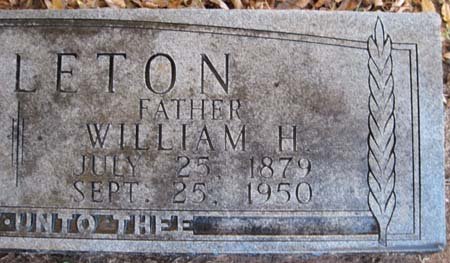 LETON
FATHER
WILLIAM H.
JULY 25, 1879
SEPT. 25, 1950
UNTO THEE